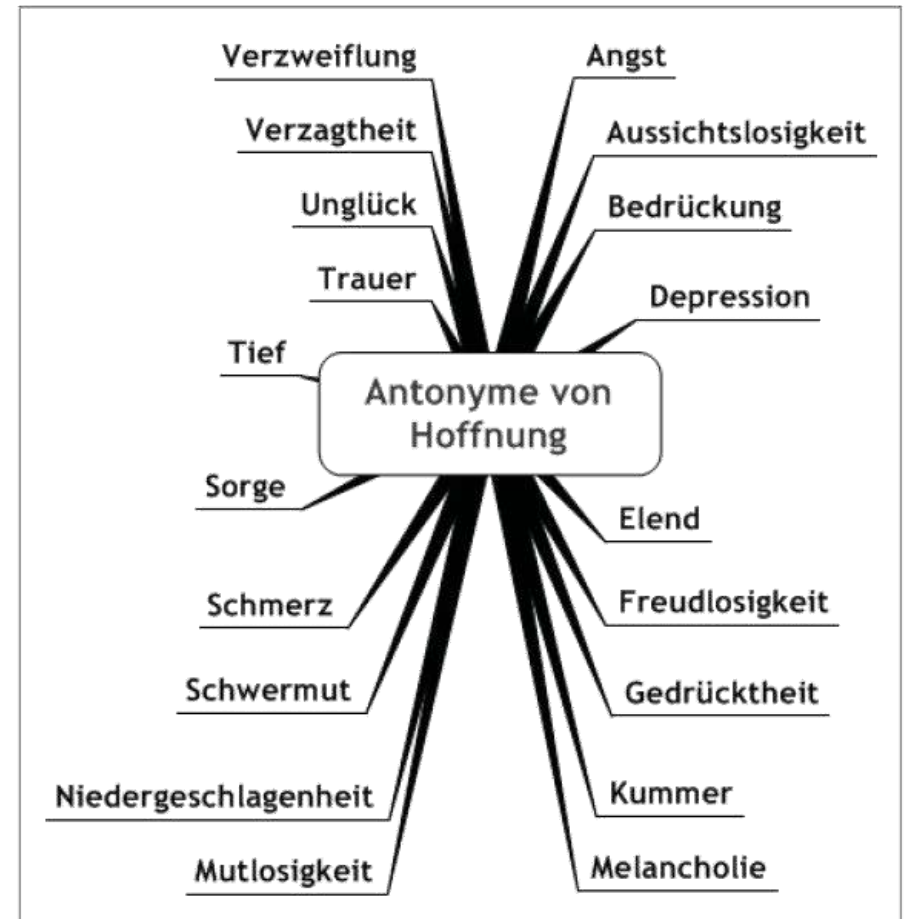 Verzweiflung
Angst
Verzagtheit
Aussichtslosigkeit
Unglück
Bedrückung
Trauer
Depression
Tief
Antonyme von
Hoffnung
Sorge
Elend
Schmerz
Freudlosigkeit
Schwermut
Gedrücktheit
Niedergeschlagenheit
Kummer
Mutlosigkeit
Melancholie